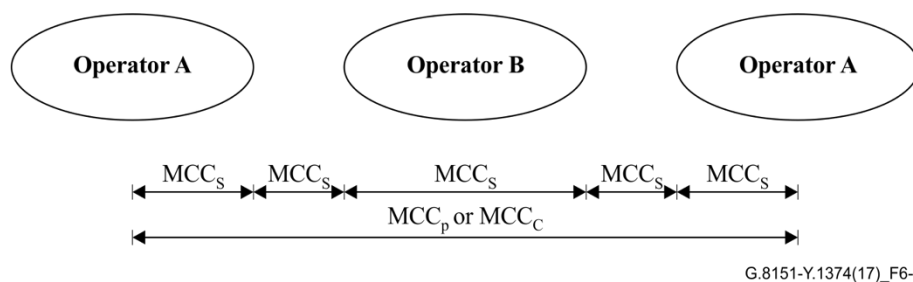 Operator A Operator B Operator A
MCCS MCCS MCCS MCCS MCCS
MCCp or MCCC
G.8151-Y.1374(17)_F6-